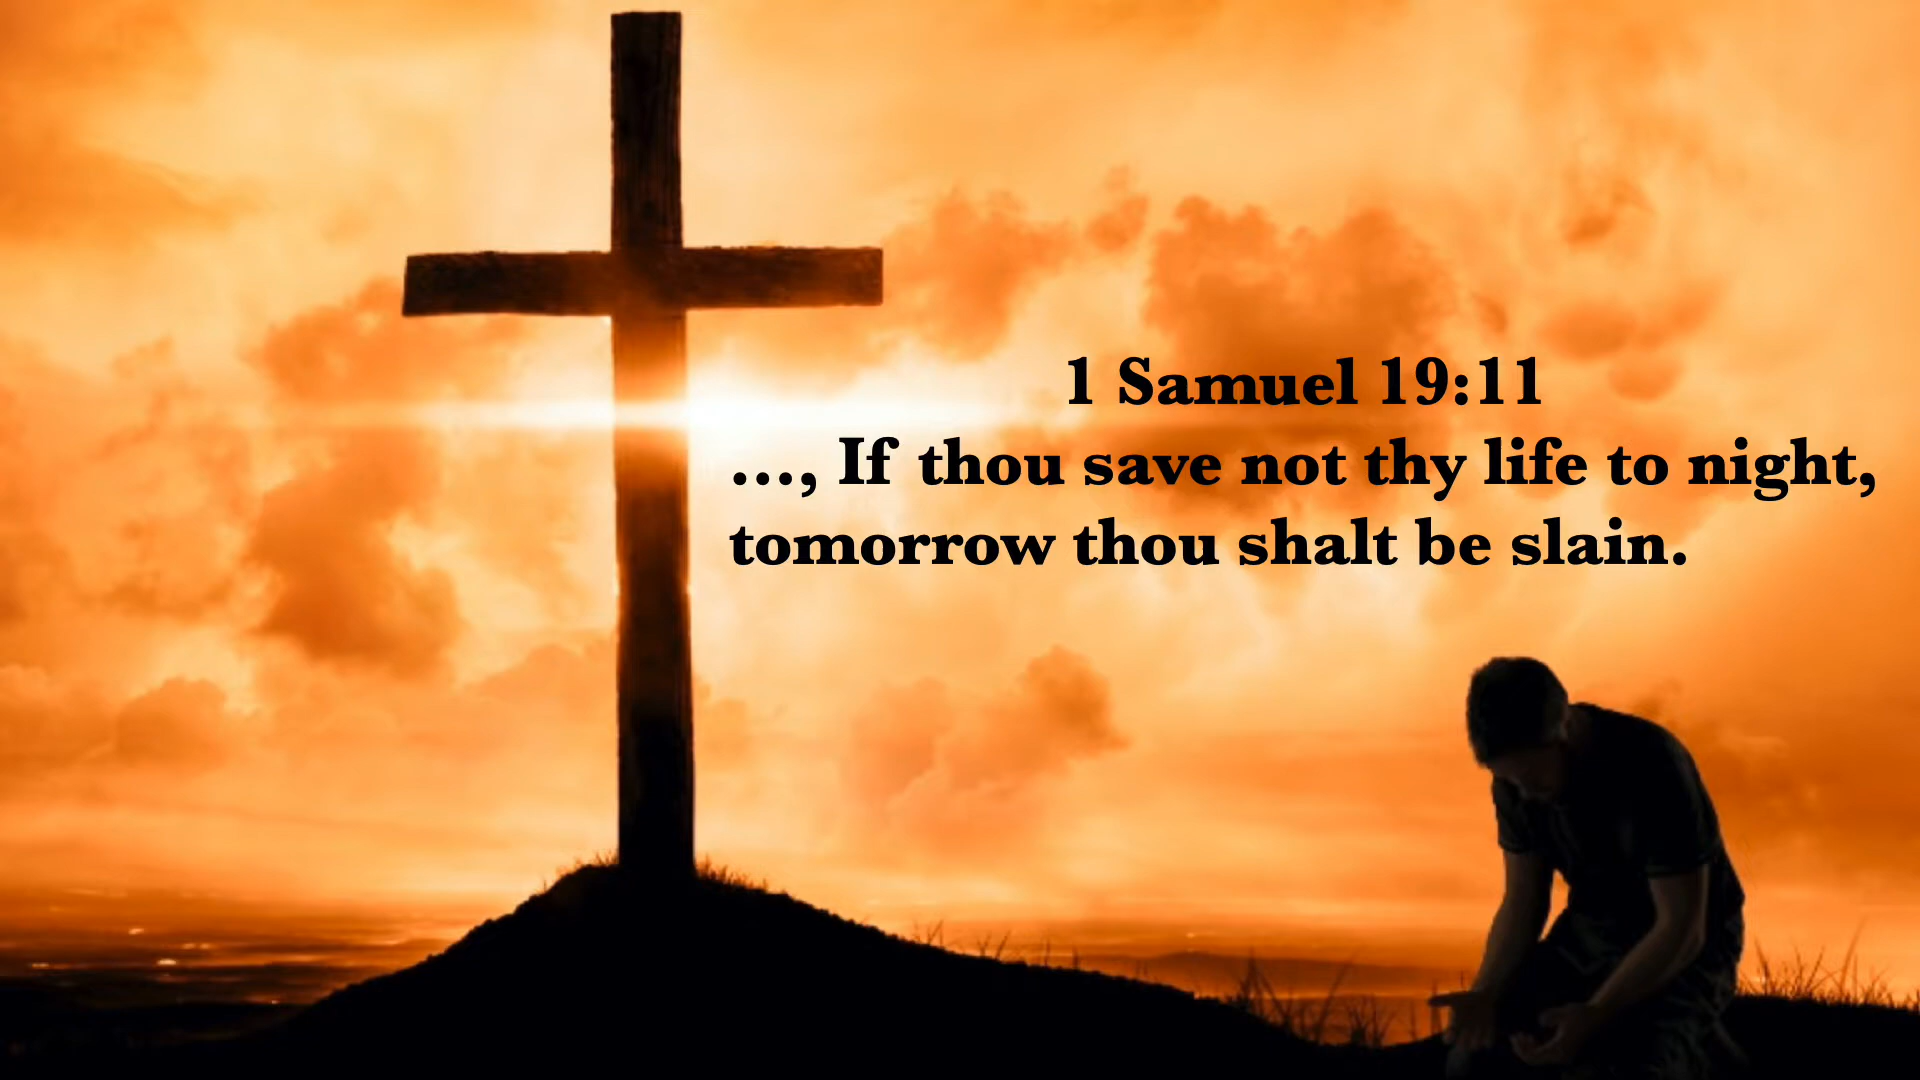 1 Samuel 19:11
..., If thou save not thy life to night,
tomorrow thou shalt be slain.